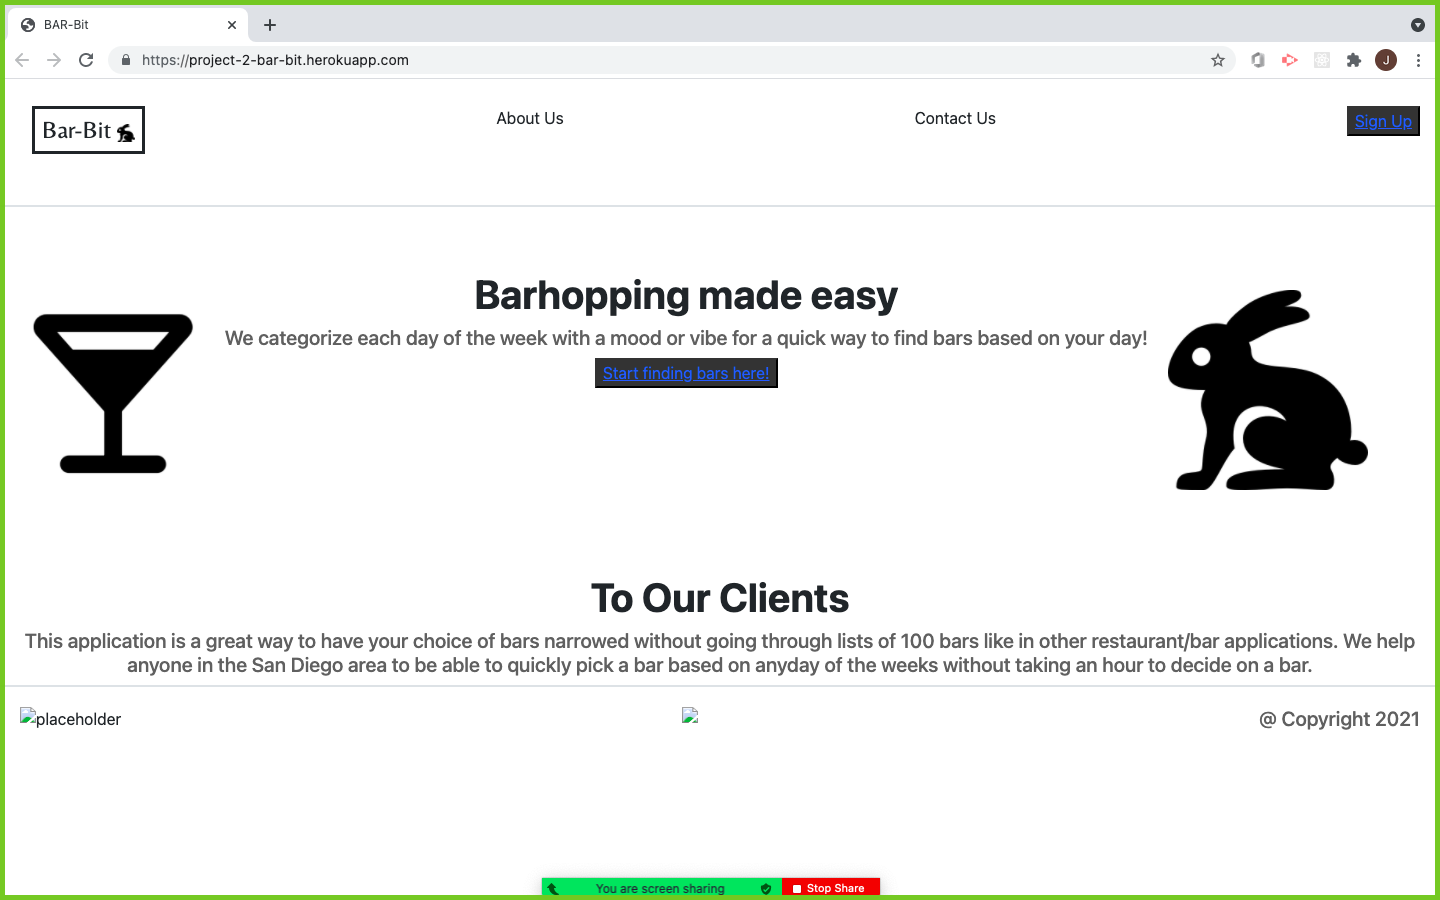 BAR-Bit
https://project-2-bar-bit.herokuapp.com
J
Bar-Bit
About Us
Contact Us
Sign Up
Barhopping made easy
We categorize each day of the week with a mood or vibe for a quick way to find bars based on your day!
Start finding bars here!
To Our Clients
This application is a great way to have your choice of bars narrowed without going through lists of 100 bars like in other restaurant/bar applications. We help
anyone in the San Diego area to be able to quickly pick a bar based on anyday of the weeks without taking an hour to decide on a bar.
placeholder
@ Copyright 2021
You are screen sharing
Stop Share